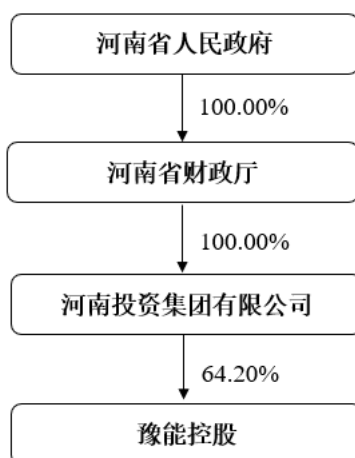 河南省人民政府
100.00%
河南省财政厅
100.00%
河南投资集团有限公司
64.20%
豫能控股